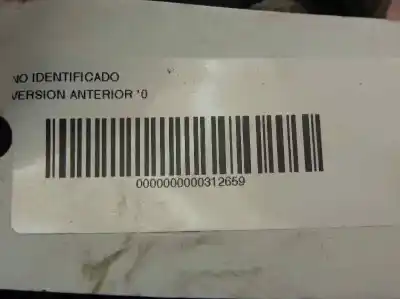 NO IDENTIFICADO
VERSION ANTERIOR '0
0000000000312659